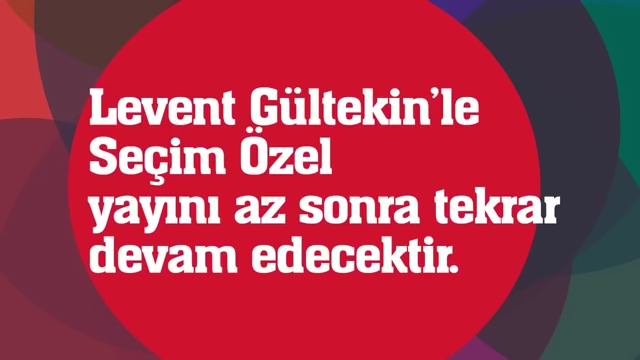 Levent Gültekin’le
Seçim Özel
yayını az sonra tekrar
devam edecektir.